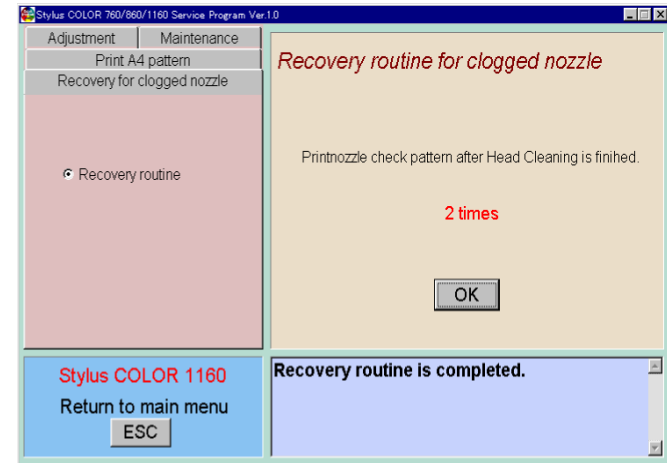 Stylus COLOR 760/860/1160 Service Program Ver.1.0
Adjustment Maintenance
Print A4 pattern
Recovery for clogged nozzle
Recovery routine
Recovery routine for clogged nozzle
Printnozzle check pattern after Head Cleaning is finihed.
2 times
OK
Stylus COLOR 1160
Return to main menu
ESC
Recovery routine is completed.